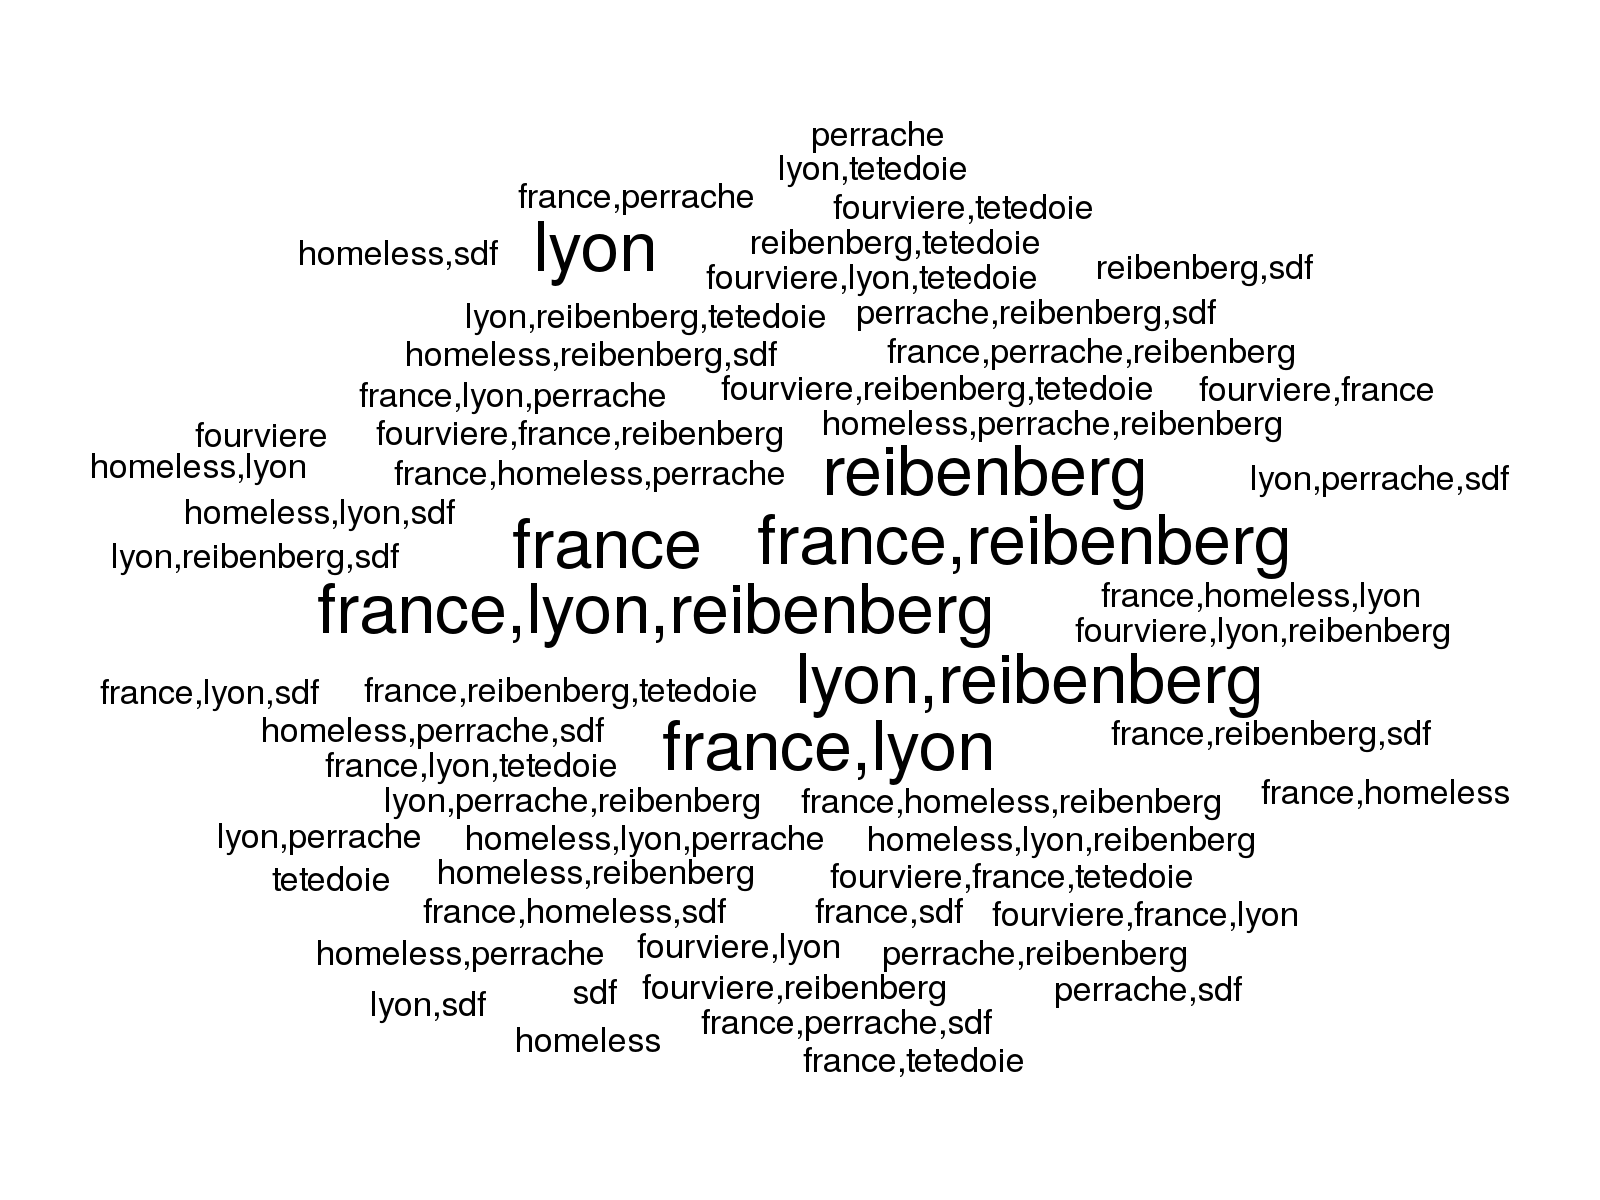 perrache
lyon,tetedoie
france,perrache
fourviere,tetedoie
homeless,sdf
lyon
reibenberg,tetedoie
fourviere,lyon,tetedoie
reibenberg,sdf
lyon,reibenberg,tetedoie
perrache,reibenberg,sdf
homeless,reibenberg,sdf
france,perrache,reibenberg
france,lyon,perrache
fourviere,reibenberg,tetedoie
fourviere,france
fourviere
fourviere,france,reibenberg
homeless,perrache,reibenberg
homeless,lyon
france,homeless,perrache
reibenberg
lyon,perrache,sdf
homeless,lyon,sdf
lyon,reibenberg,sdf
france
france,reibenberg
france,lyon,reibenberg
france,homeless,lyon
fourviere,lyon,reibenberg
france,lyon,sdf
france,reibenberg,tetedoie
lyon,reibenberg
homeless,perrache,sdf
france,lyon
france,reibenberg,sdf
france,lyon,tetedoie
lyon,perrache,reibenberg
france,homeless,reibenberg
france,homeless
lyon,perrache
homeless,lyon,perrache
homeless,lyon,reibenberg
tetedoie
homeless,reibenberg
fourviere,france,tetedoie
france,homeless,sdf
france,sdf
fourviere,france,lyon
homeless,perrache
fourviere,lyon
perrache,reibenberg
lyon,sdf
sdf
fourviere,reibenberg
perrache,sdf
homeless
france,perrache,sdf
france,tetedoie